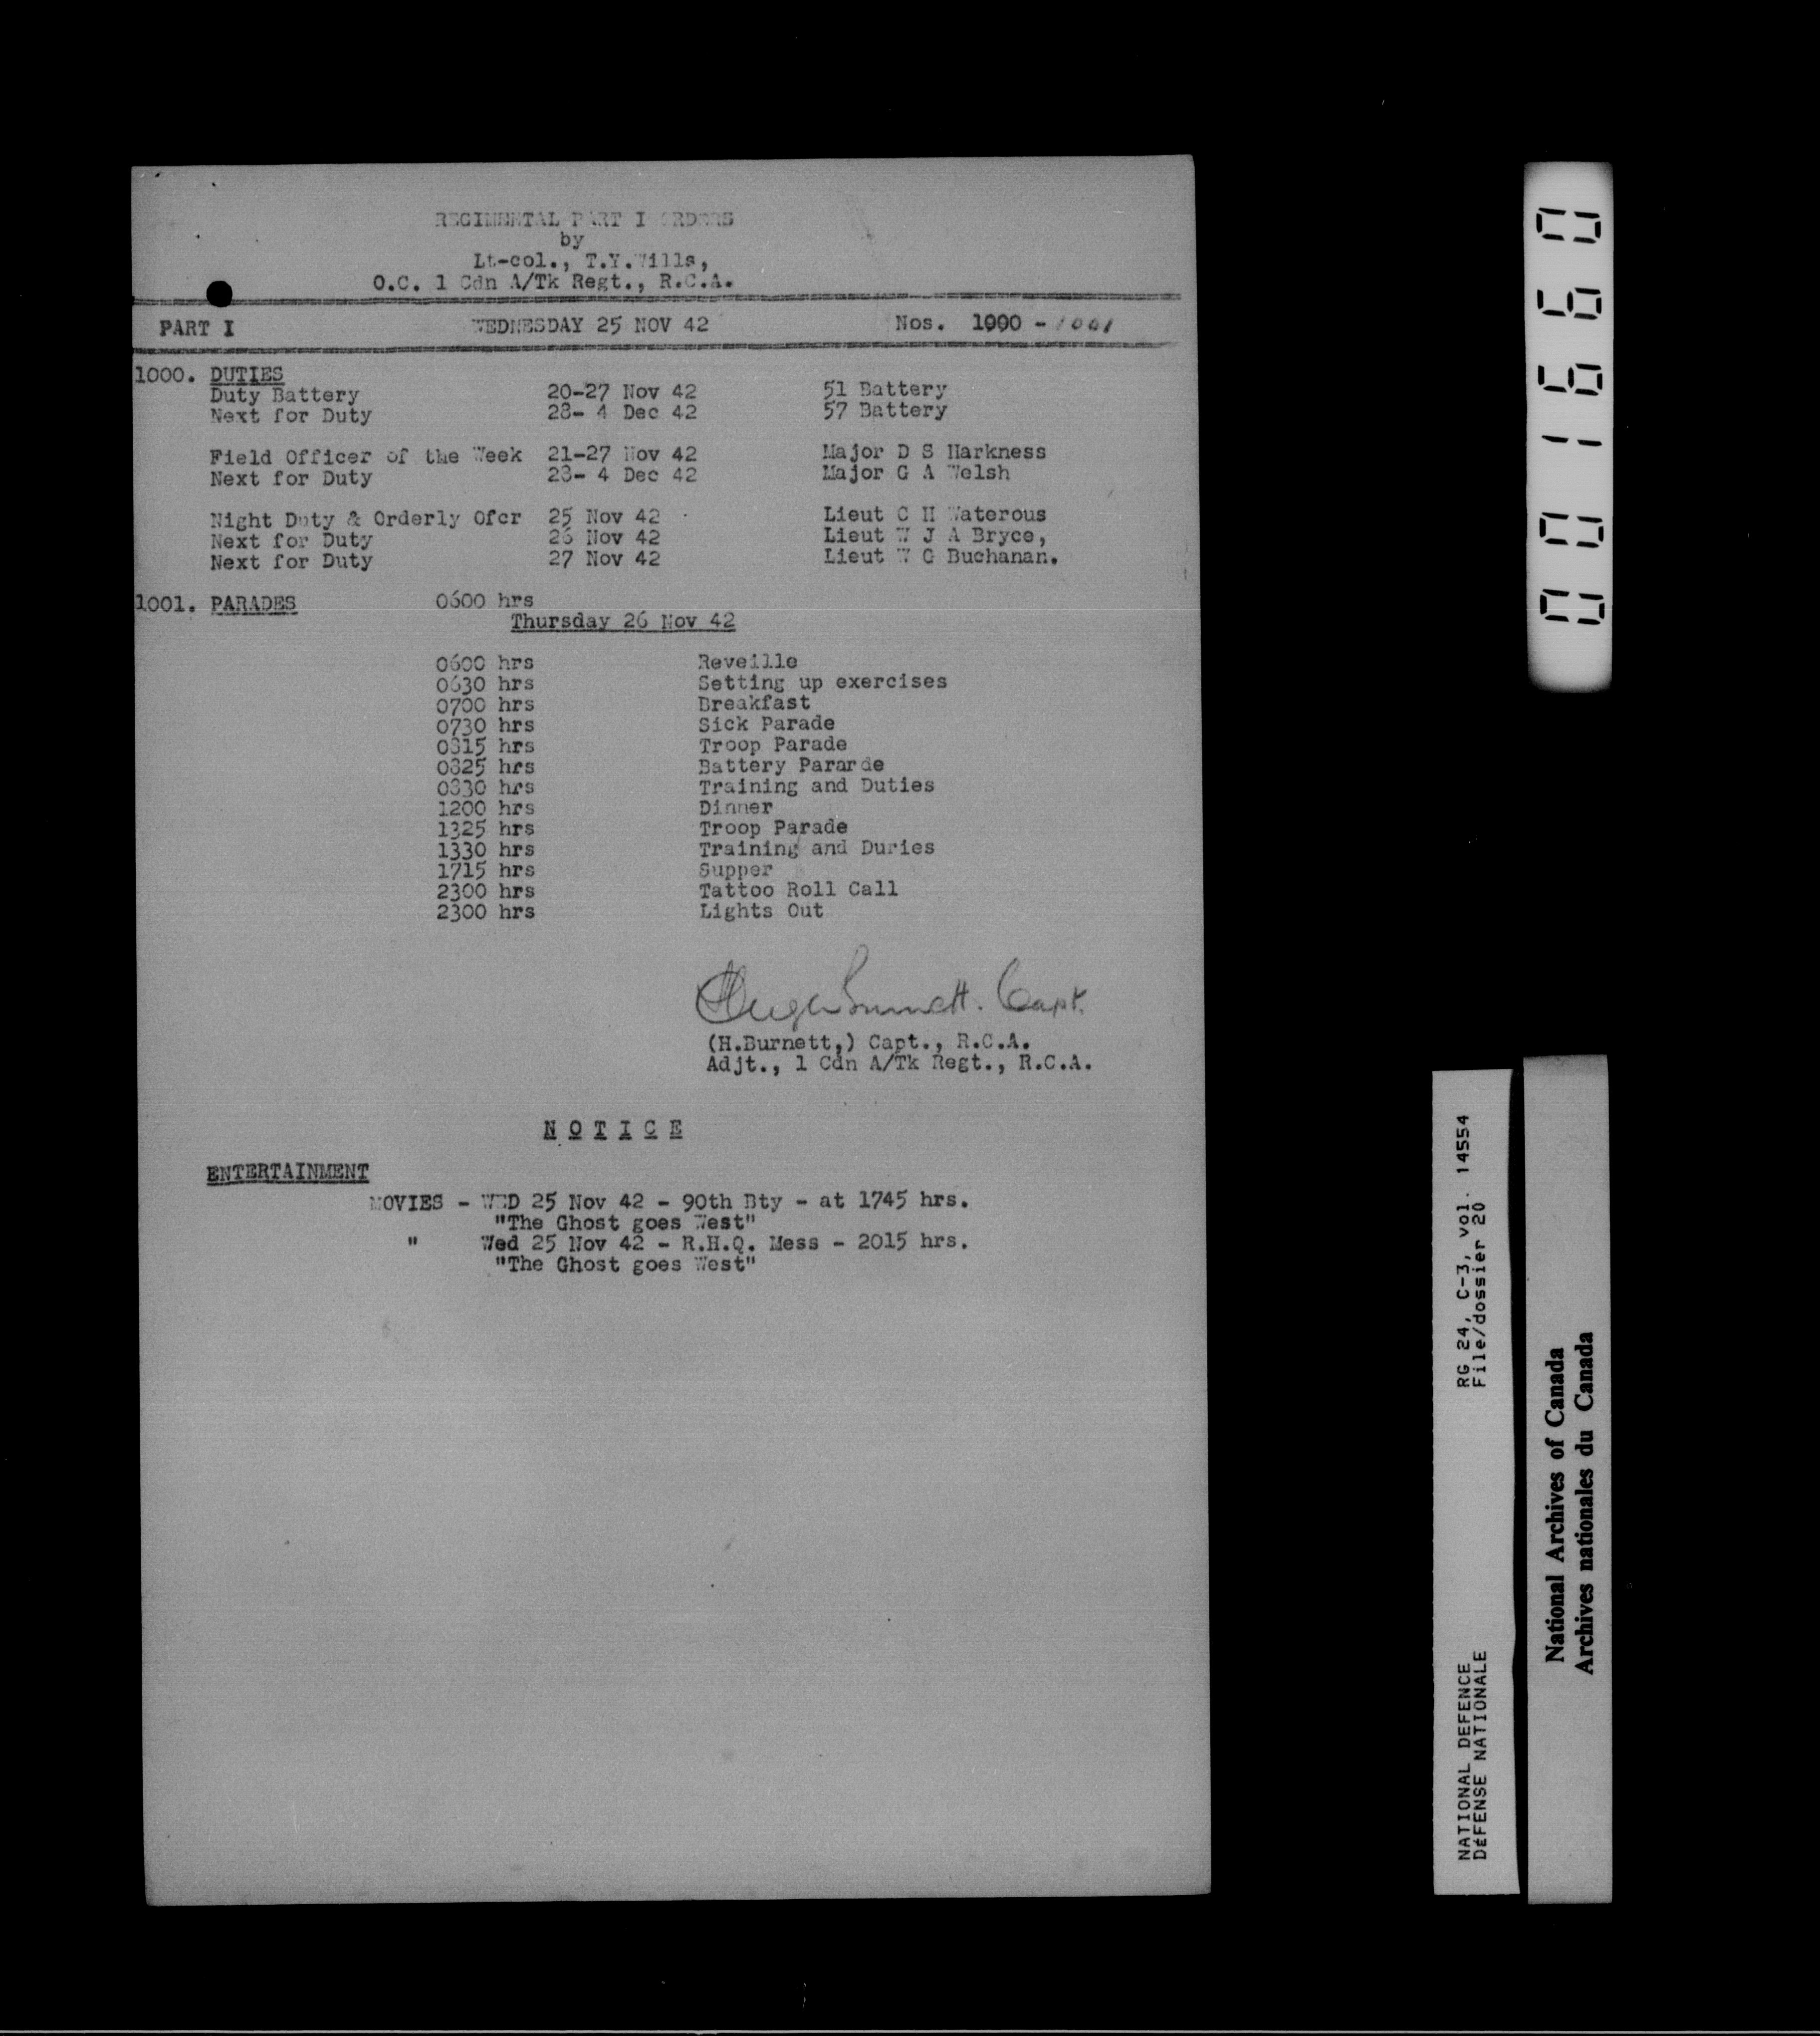 REGIMENTAL PART I ORDERS
by
Lt-col., T.Y.Wills,
O.C. 1 Cdn A/Tk Regt., R.C.A.
PART I WEDNESDAY 25 NOV 42 Nos. 1000 - 1001
1000. DUTIES
Duty Battery 20-27 Nov 42 51 Battery
Next for Duty 28- 4 Dec 42 57 Battery
Field Officer of the Week 21-27 Nov 42 Major D S Harkness
Next for Duty 28- 4 Dec 42 Major G A Welsh
Night Duty & Orderly Ofcr 25 Nov 42 Lieut C H Waterous
Next for Duty 26 Nov 42 Lieut W J A Bryce,
Next for Duty 27 Nov 42 Lieut W G Buchanan.
1001. PARADES 0600 hrs
Thursday 26 Nov 42
0600 hrs Reveille
0630 hrs Setting up exercises
0700 hrs Breakfast
0730 hrs Sick Parade
0815 hrs Troop Parade
0825 hrs Battery Pararde
0830 hrs Training and Duties
1200 hrs Dinner
1325 hrs Troop Parade
1330 hrs Training and Duries
1715 hrs Supper
2300 hrs Tattoo Roll Call
2300 hrs Lights Out
Hugh Burnett. Capt.
(H.Burnett,) Capt., R.C.A.
Adjt., 1 Cdn A/Tk Regt., R.C.A.
NOTICE
ENTERTAINMENT
MOVIES - WED 25 Nov 42 - 90th Bty - at 1745 hrs.
"The Ghost goes West"
" Wed 25 Nov 42 - R.H.Q. Mess - 2015 hrs.
"The Ghost goes West"
001660
RG 24, C-3, vol. 14554
File/dossier 20
NATIONAL DEFENCE
DÉFENSE NATIONALE
National Archives of Canada
Archives nationales du Canada